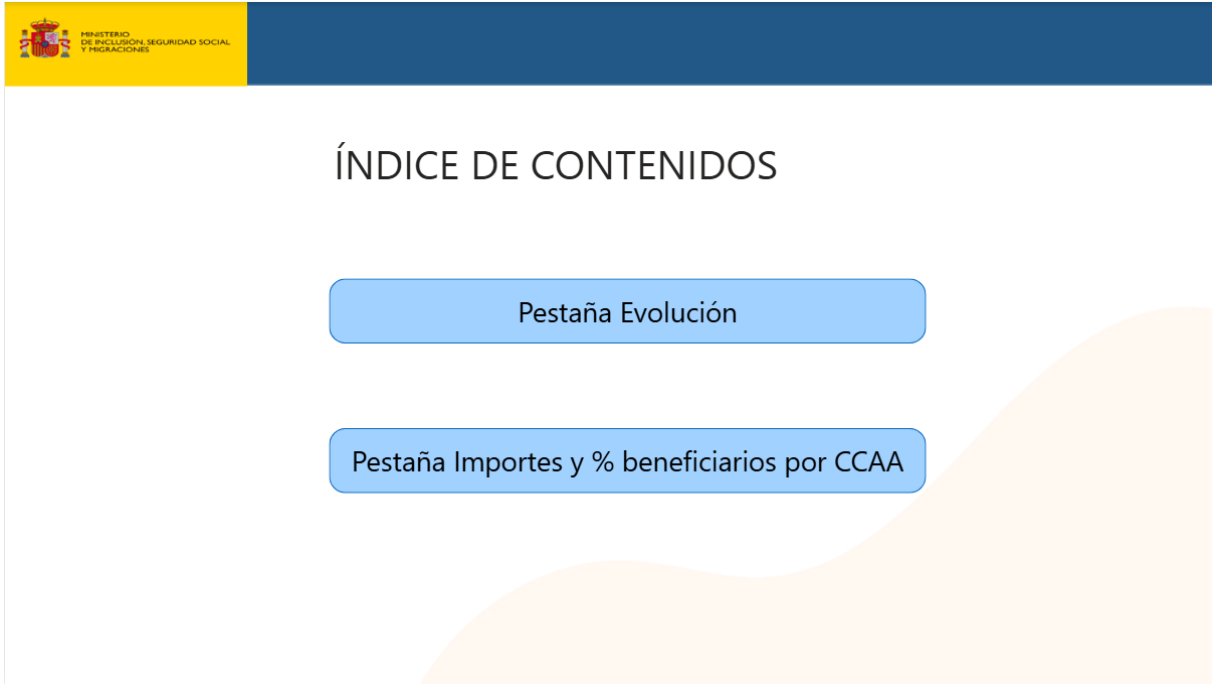 MINISTERIO
DE INCLUSIÓN, SEGURIDAD SOCIAL
Y MIGRACIONES
ÍNDICE DE CONTENIDOS
Pestaña Evolución
Pestaña Importes y % beneficiarios por CCAA